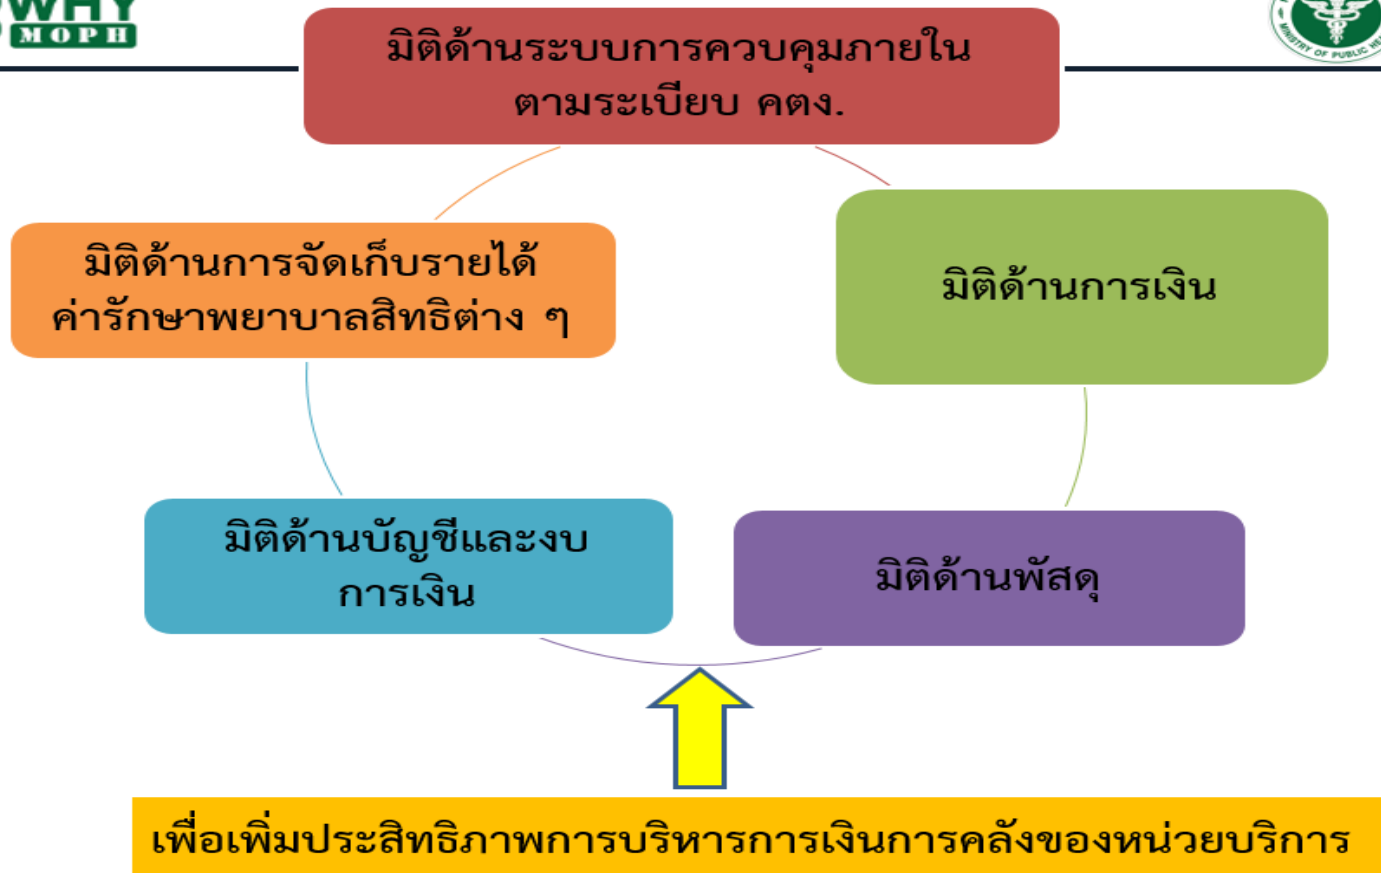 WHY
MOPH
MINISTRY OF PUBLIC HE
มิติด้านระบบการควบคุมภายใน
ตามระเบียบ คตง.
มิติด้านการจัดเก็บรายได้
ค่ารักษาพยาบาลสิทธิต่าง ๆ
มิติด้านการเงิน
มิติด้านบัญชีและงบ
การเงิน
มิติด้านพัสดุ
เพื่อเพิ่มประสิทธิภาพการบริหารการเงินการคลังของหน่วยบริการ